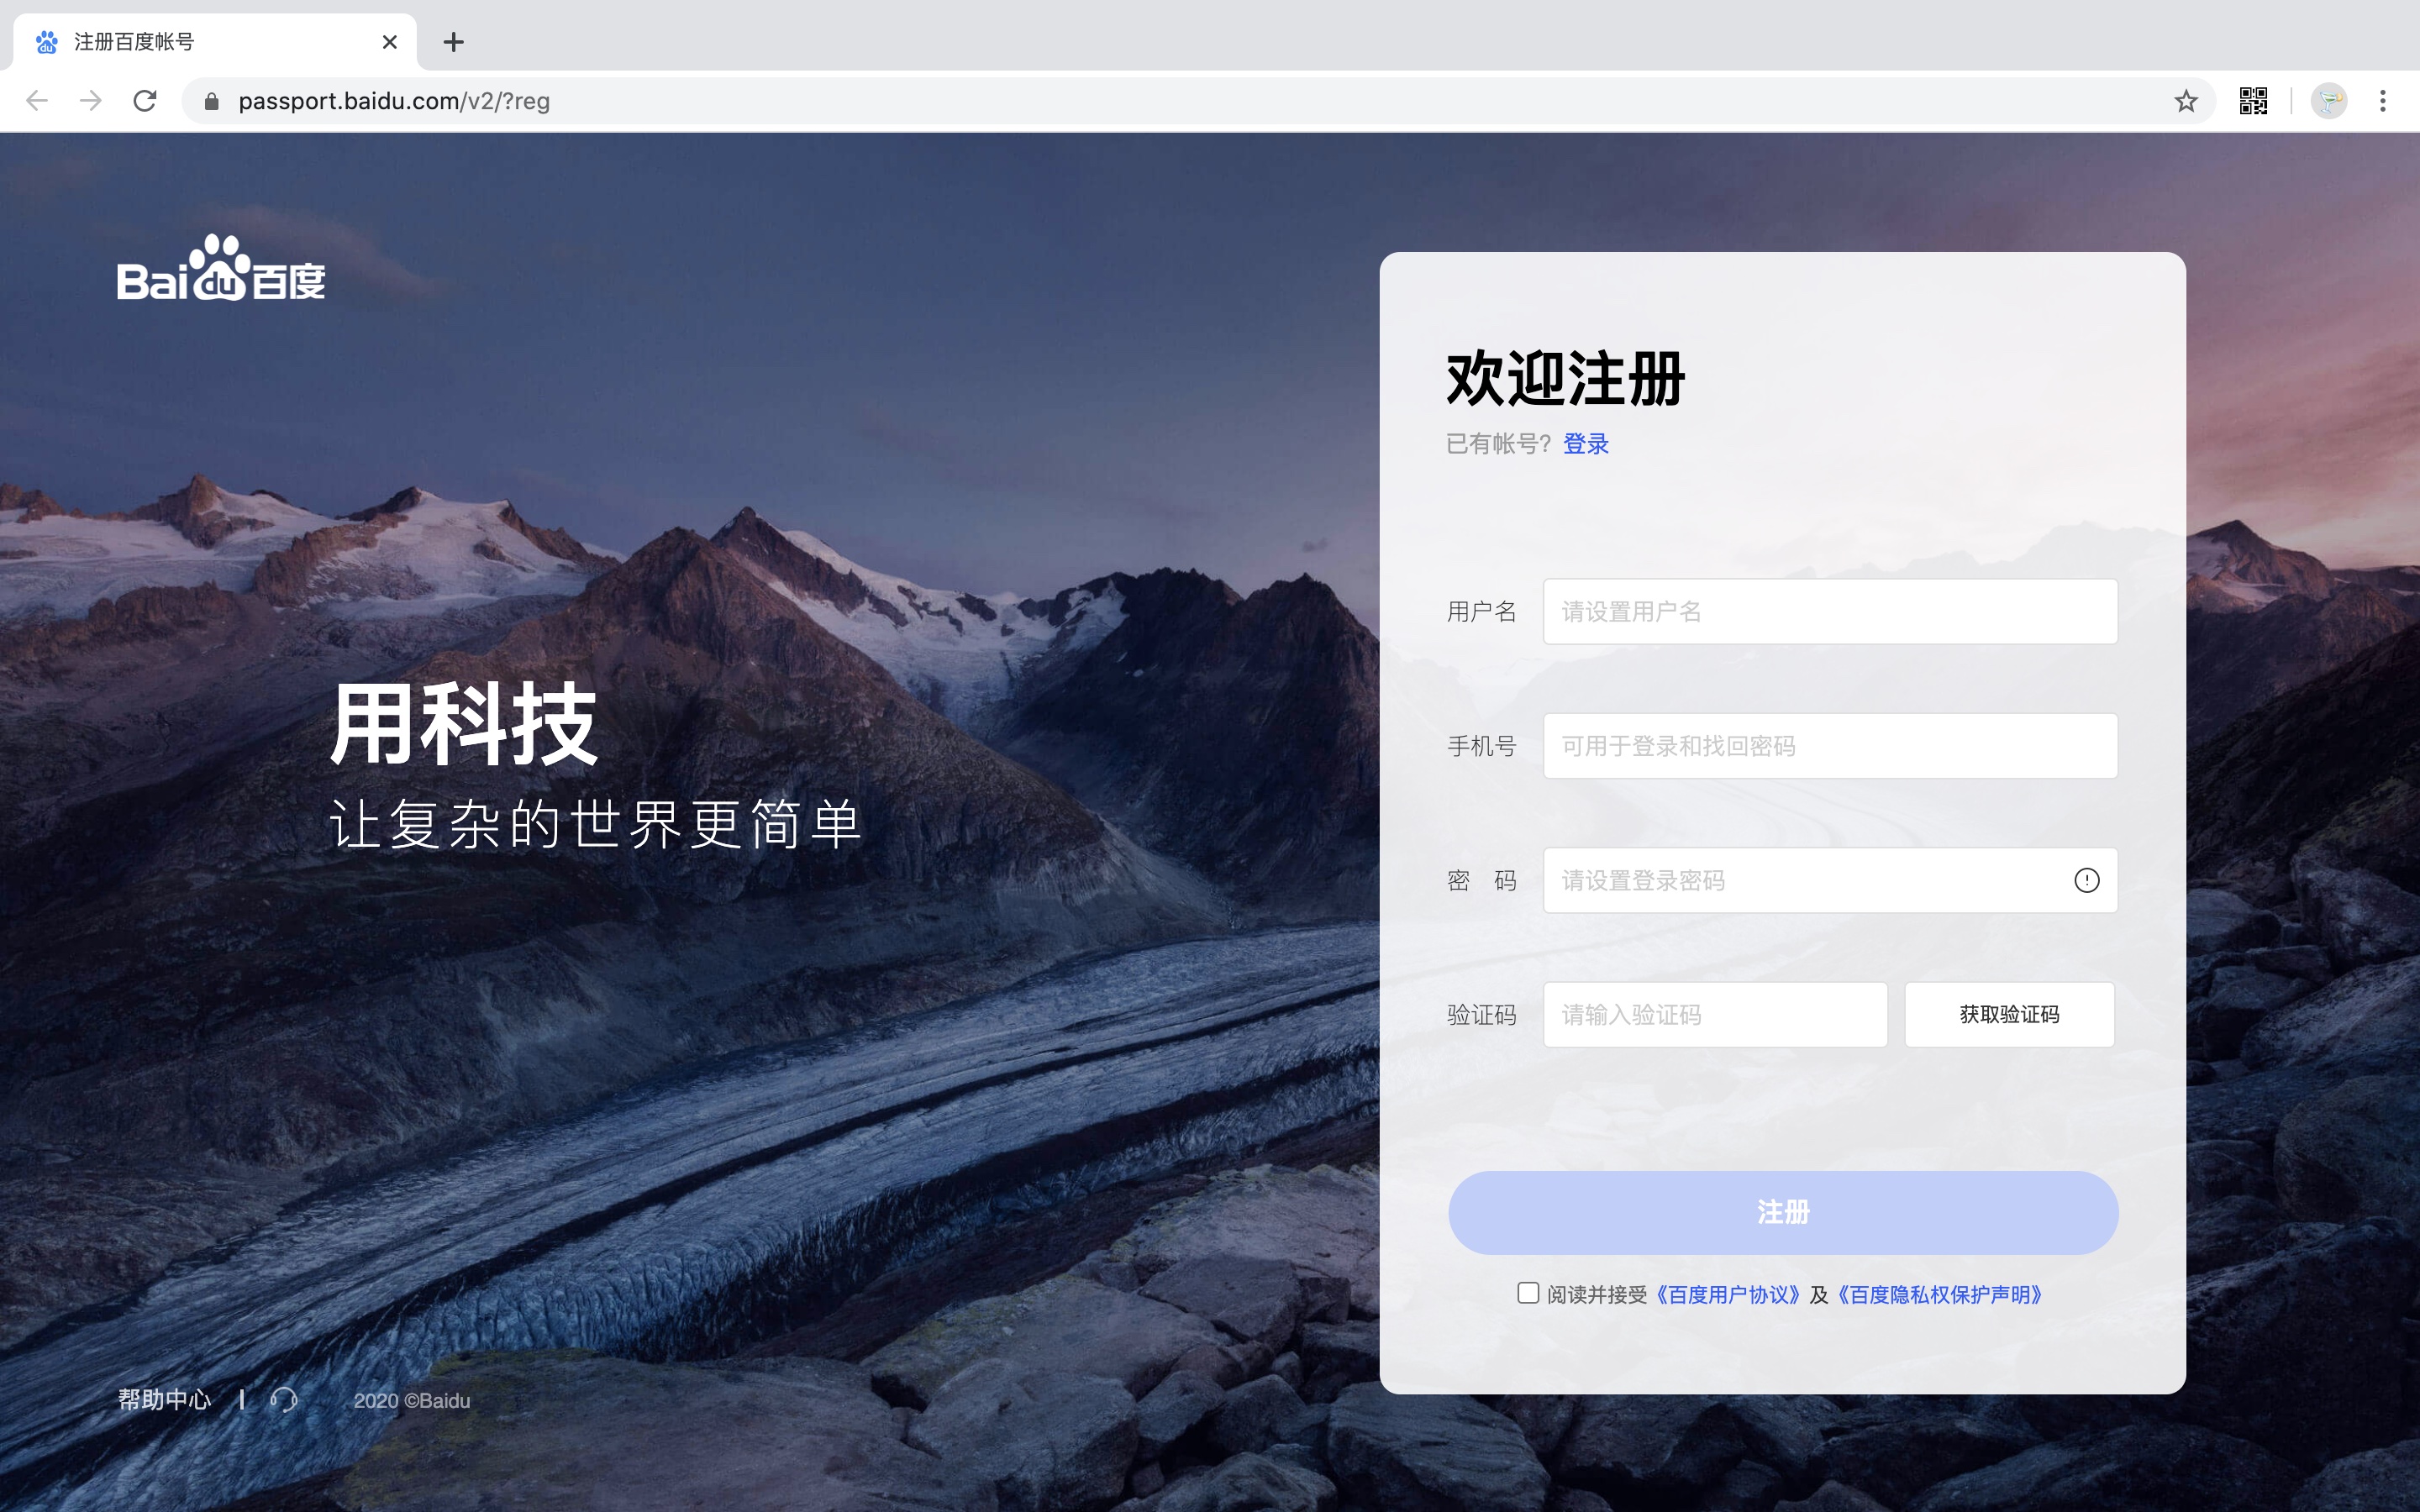 注册百度帐号
passport.baidu.com/v2/?reg
Bai du 百度
用科技
让复杂的世界更简单
欢迎注册
已有帐号? 登录
用户名 请设置用户名
手机号 可用于登录和找回密码
密 码 请设置登录密码
验证码 请输入验证码 获取验证码
注册
阅读并接受《百度用户协议》及《百度隐私权保护声明》
帮助中心 2020 ©Baidu